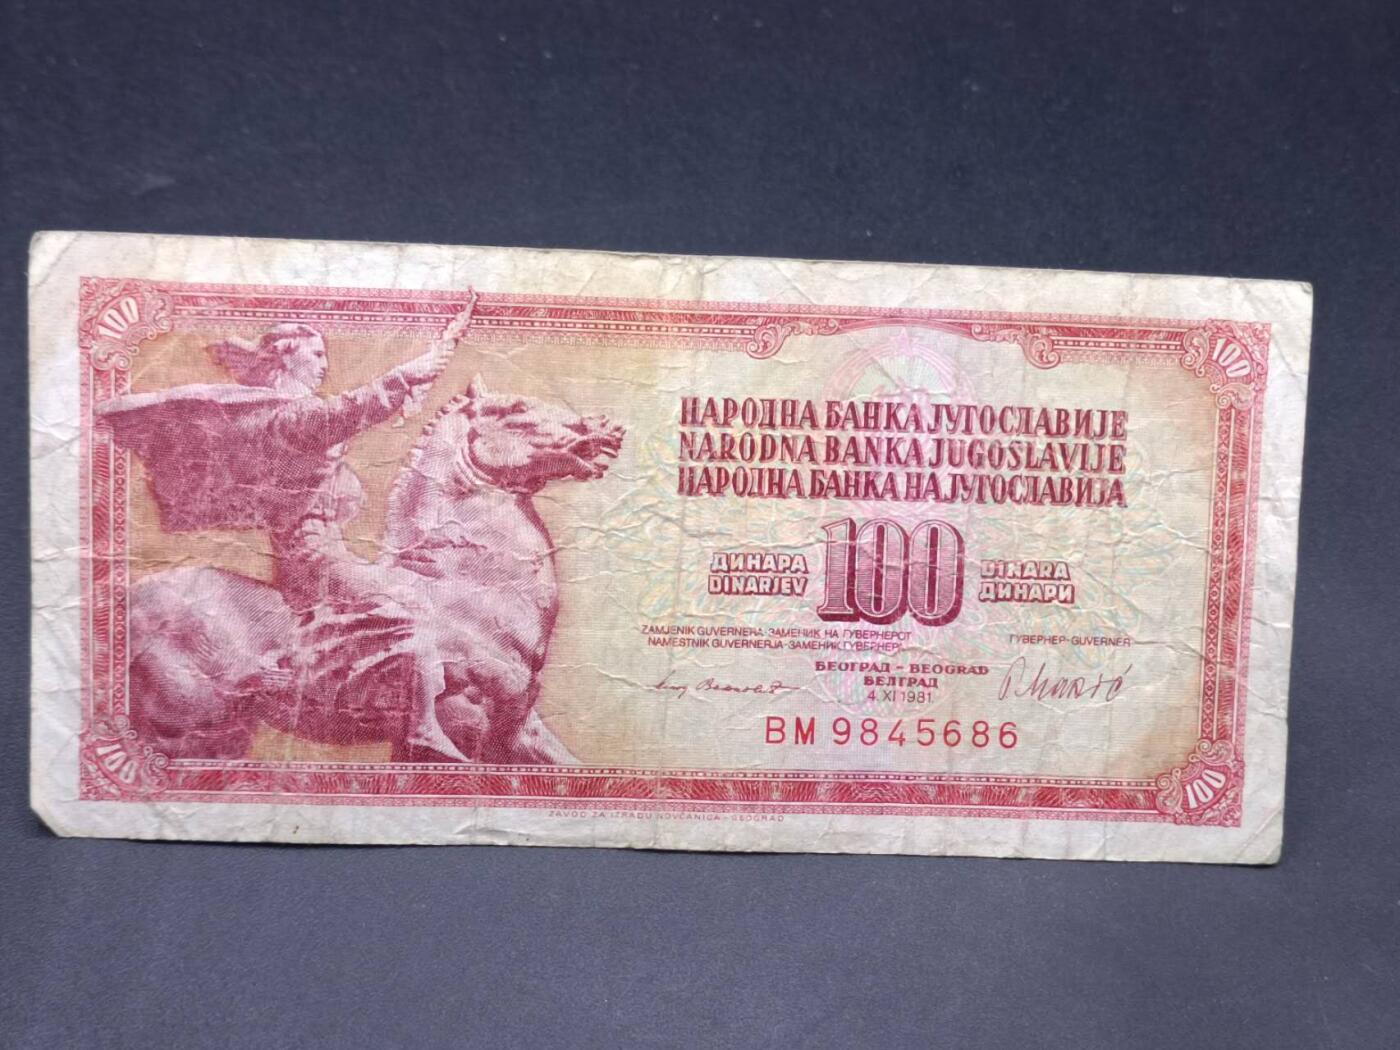 100
100
НАРОДНА БАНКА ЈУГОСЛАВИЈЕ
NARODNA BANKA JUGOSLAVIJE
НАРОДНА БАНКА НА ЈУГОСЛАВИЈА
ДИНАРА 100 DINARA
DINARJEV ДИНАРИ
ZAMJENIK GUVERNERA-ЗАМЕНИК НА ГУВЕРНЕРОТ ГУВЕРНЕР-GUVERNER
NAMESTNIK GUVERNERJA-ЗАМЕНИК ГУВЕРНЕРА
БЕОГРАД - BEOGRAD
БЕЛГРАД
4. XI 1981
BM 9845686
100
100
ZAVOD ZA IZRADU NOVČANICA - BEOGRAD